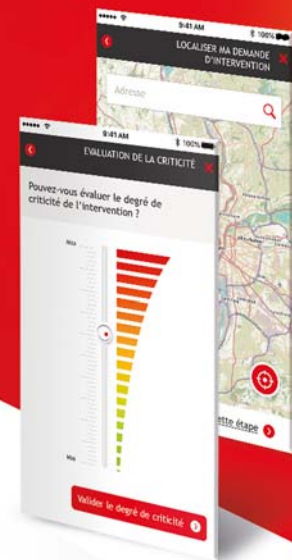 9:41 AM
100%
LOCALISER MA DEMANDE
D'INTERVENTION
Adresse
ette étape
9:41 AM
100%
EVALUATION DE LA CRITICITÉ
Pouvez-vous évaluer le degré de
criticité de l'intervention ?
Valider le degré de criticité